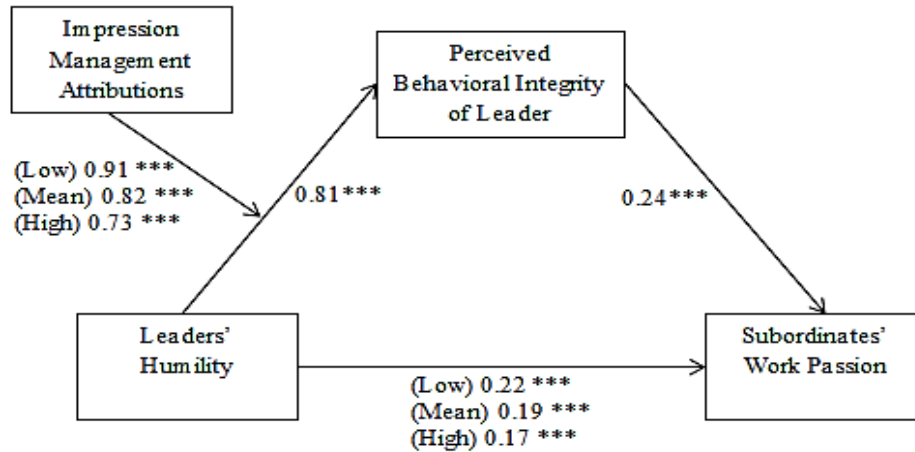 Impression
Management
Attributions
Perceived
Behavioral Integrity
of Leader
(Low) 0.91 ***
(Mean) 0.82 ***
(High) 0.73 ***
0.81***
0.24***
Leaders'
Humility
Subordinates'
Work Passion
(Low) 0.22 ***
(Mean) 0.19 ***
(High) 0.17 ***